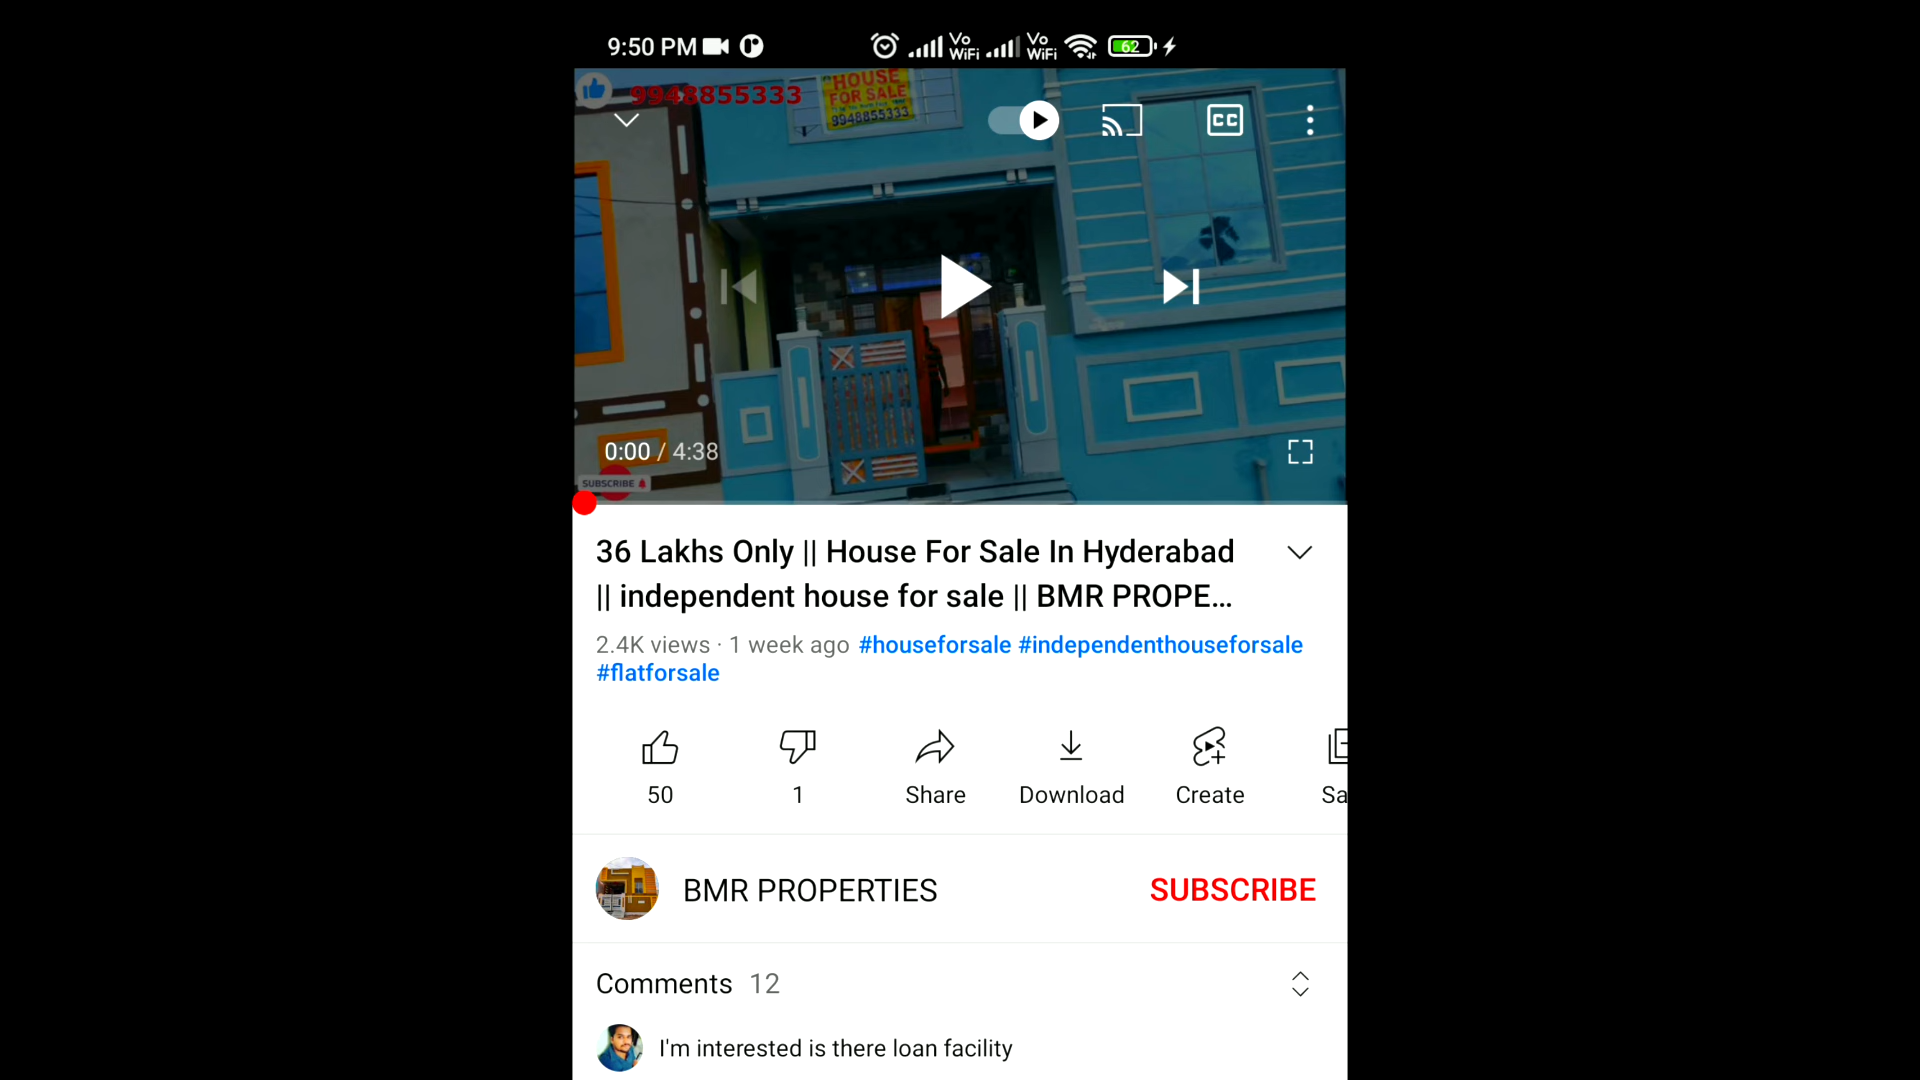 9:50 PM
Vo
WiFi
Vo
WiFi
62
9948855333
HOUSE
FOR SALE
9948855333
CC
0:00 / 4:38
SUBSCRIBE
36 Lakhs Only || House For Sale In Hyderabad
|| independent house for sale || BMR PROPE...
2.4K views · 1 week ago #houseforsale #independenthouseforsale
#flatforsale
50
1
Share
Download
Create
Sa
BMR PROPERTIES
SUBSCRIBE
Comments 12
I'm interested is there loan facility